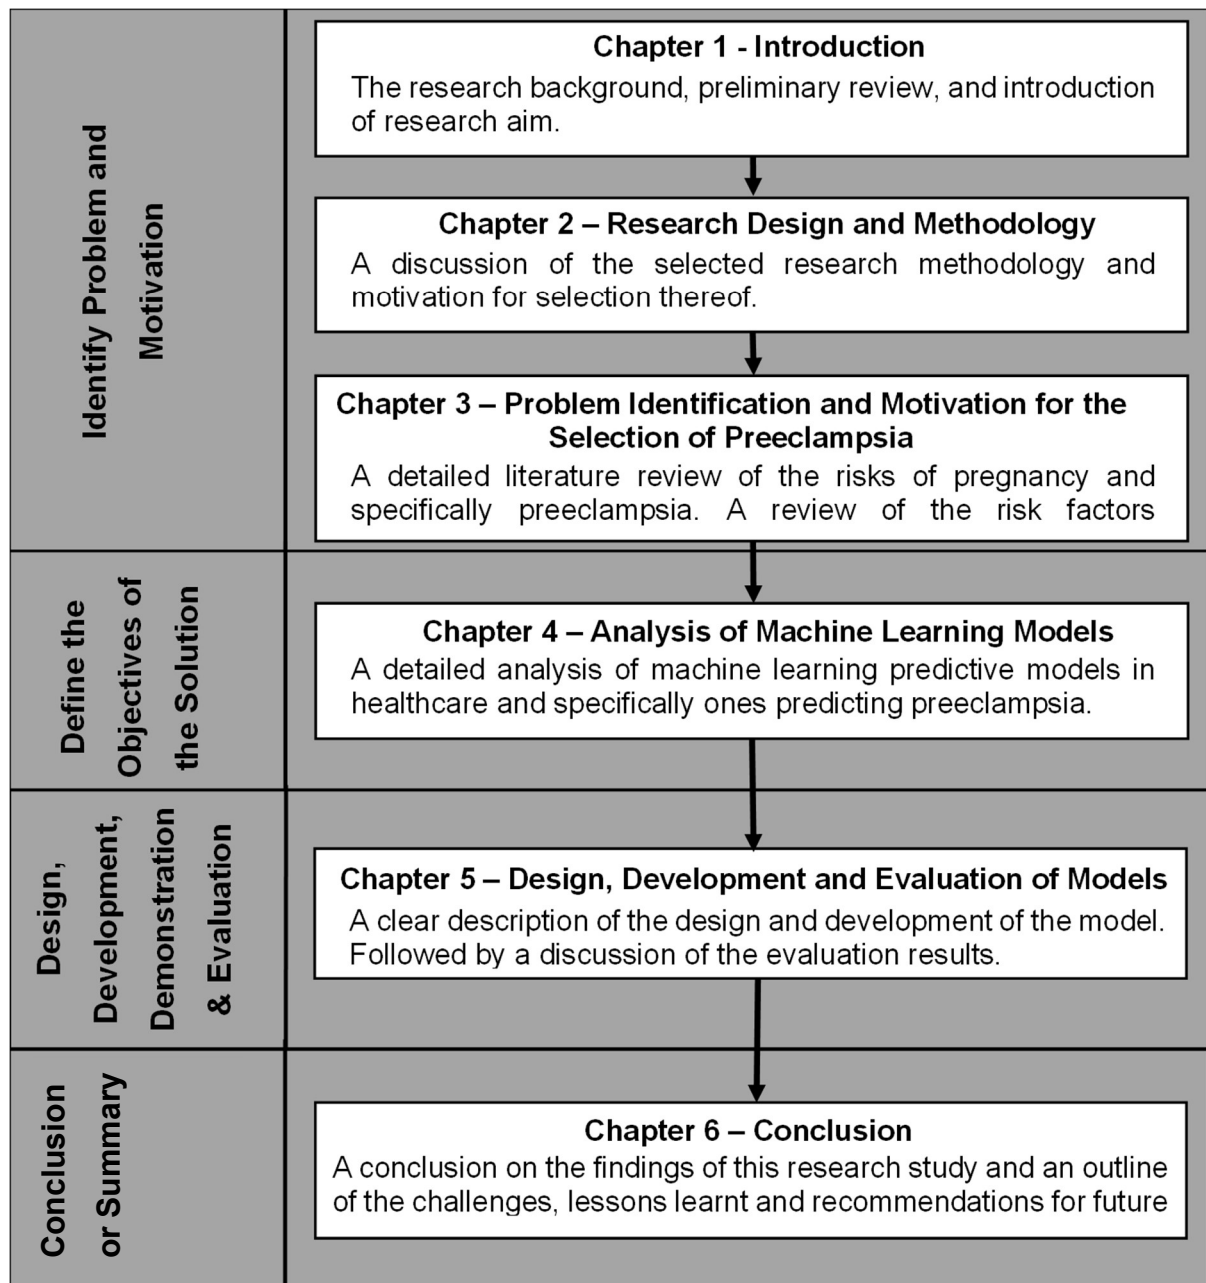 Identify Problem and
Motivation
Chapter 1 - Introduction
The research background, preliminary review, and introduction
of research aim.
Chapter 2 – Research Design and Methodology
A discussion of the selected research methodology and
motivation for selection thereof.
Chapter 3 – Problem Identification and Motivation for the
Selection of Preeclampsia
A detailed literature review of the risks of pregnancy and
specifically preeclampsia. A review of the risk factors
Define the
Objectives of
the Solution
Chapter 4 – Analysis of Machine Learning Models
A detailed analysis of machine learning predictive models in
healthcare and specifically ones predicting preeclampsia.
Design,
Development,
Demonstration
& Evaluation
Chapter 5 – Design, Development and Evaluation of Models
A clear description of the design and development of the model.
Followed by a discussion of the evaluation results.
Conclusion
or Summary
Chapter 6 – Conclusion
A conclusion on the findings of this research study and an outline
of the challenges, lessons learnt and recommendations for future